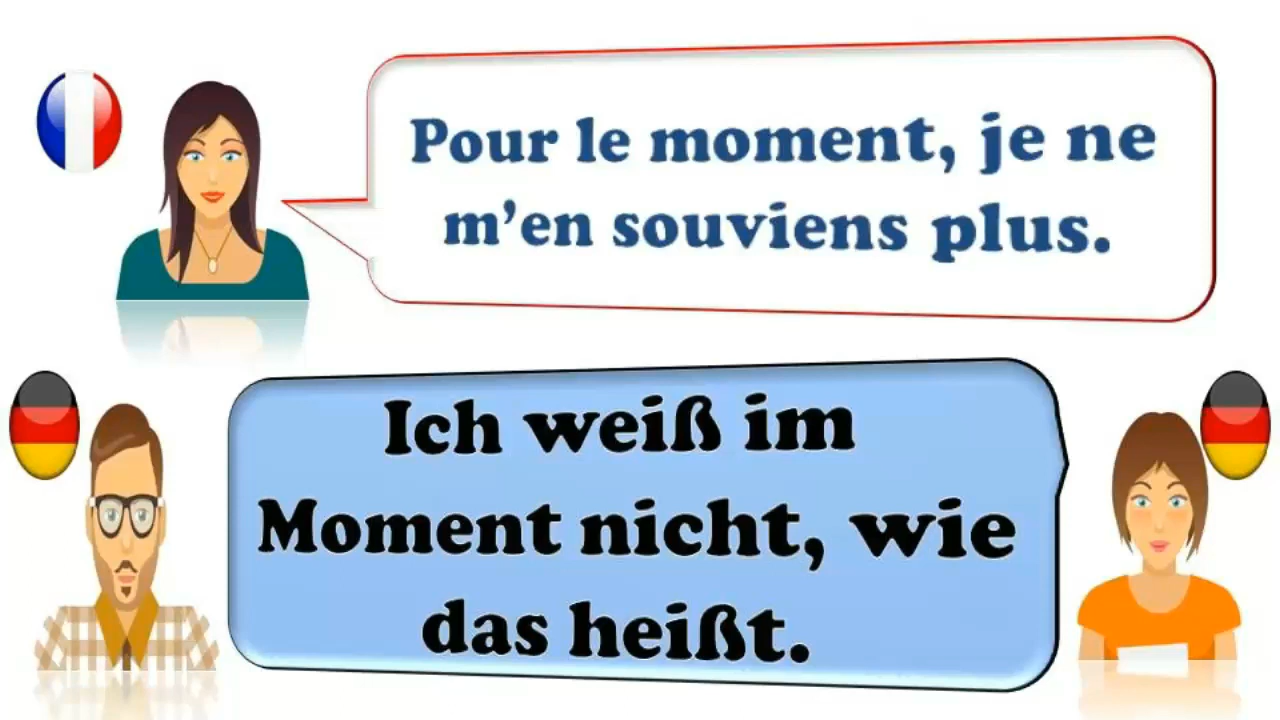 Pour le moment, je ne
m’en souviens plus.
Ich weiß im
Moment nicht, wie
das heißt.